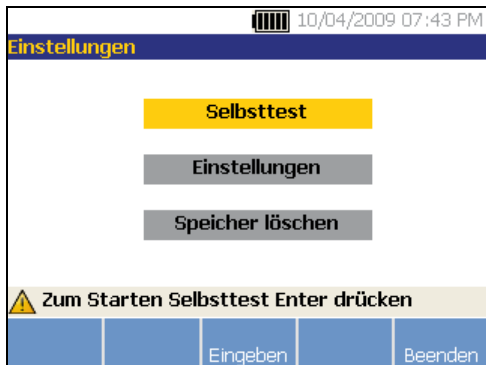 10/04/2009 07:43 PM
Einstellungen
Selbsttest
Einstellungen
Speicher löschen
Zum Starten Selbsttest Enter drücken
Eingeben Beenden